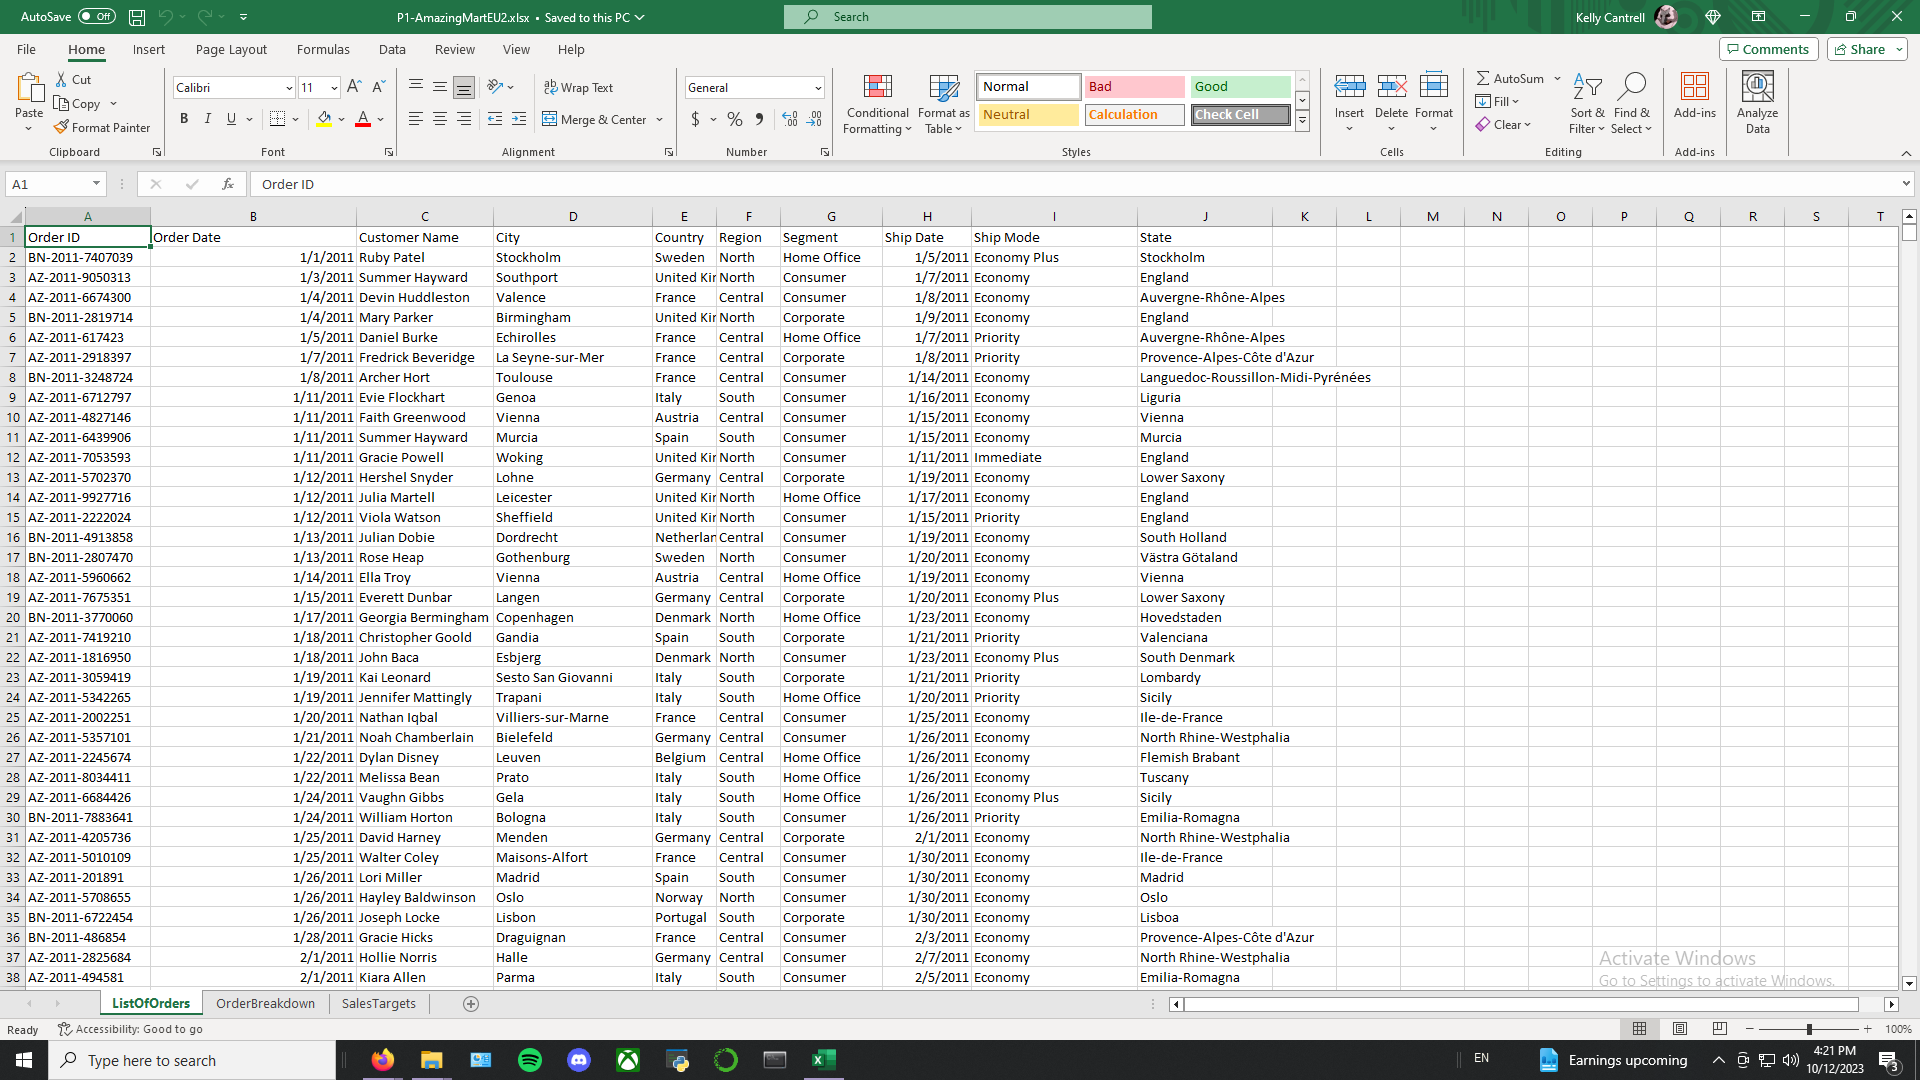 AutoSave Off P1-AmazingMartEU2.xlsx • Saved to this PC Search Kelly Cantrell
File Home Insert Page Layout Formulas Data Review View Help Comments Share
Paste Cut Copy Format Painter Clipboard
Calibri 11 B I U A A Font
Wrap Text Merge & Center Alignment
General $ % Number
Conditional Formatting Format as Table Normal Bad Good Neutral Calculation Check Cell Styles
Insert Delete Format Cells
AutoSum Fill Clear Sort & Filter Find & Select Editing
Add-ins Add-ins
Analyze Data
A1 fx Order ID
A B C D E F G H I J K L M N O P Q R S T
1 Order ID Order Date Customer Name City Country Region Segment Ship Date Ship Mode State
2 BN-2011-7407039 1/1/2011 Ruby Patel Stockholm Sweden North Home Office 1/5/2011 Economy Plus Stockholm
3 AZ-2011-9050313 1/3/2011 Summer Hayward Southport United Kin North Consumer 1/7/2011 Economy England
4 AZ-2011-6674300 1/4/2011 Devin Huddleston Valence France Central Consumer 1/8/2011 Economy Auvergne-Rhône-Alpes
5 BN-2011-2819714 1/4/2011 Mary Parker Birmingham United Kin North Corporate 1/9/2011 Economy England
6 AZ-2011-617423 1/5/2011 Daniel Burke Echirolles France Central Home Office 1/7/2011 Priority Auvergne-Rhône-Alpes
7 AZ-2011-2918397 1/7/2011 Fredrick Beveridge La Seyne-sur-Mer France Central Corporate 1/8/2011 Priority Provence-Alpes-Côte d'Azur
8 BN-2011-3248724 1/8/2011 Archer Hort Toulouse France Central Consumer 1/14/2011 Economy Languedoc-Roussillon-Midi-Pyrénées
9 AZ-2011-6712797 1/11/2011 Evie Flockhart Genoa Italy South Consumer 1/16/2011 Economy Liguria
10 AZ-2011-4827146 1/11/2011 Faith Greenwood Vienna Austria Central Consumer 1/15/2011 Economy Vienna
11 AZ-2011-6439906 1/11/2011 Summer Hayward Murcia Spain South Consumer 1/15/2011 Economy Murcia
12 AZ-2011-7053593 1/11/2011 Gracie Powell Woking United Kin North Consumer 1/11/2011 Immediate England
13 AZ-2011-5702370 1/12/2011 Hershel Snyder Lohne Germany Central Corporate 1/19/2011 Economy Lower Saxony
14 AZ-2011-9927716 1/12/2011 Julia Martell Leicester United Kin North Home Office 1/17/2011 Economy England
15 AZ-2011-2222024 1/12/2011 Viola Watson Sheffield United Kin North Consumer 1/15/2011 Priority England
16 BN-2011-4913858 1/13/2011 Julian Dobie Dordrecht Netherlan Central Consumer 1/19/2011 Economy South Holland
17 BN-2011-2807470 1/13/2011 Rose Heap Gothenburg Sweden North Consumer 1/20/2011 Economy Västra Götaland
18 AZ-2011-5960662 1/14/2011 Ella Troy Vienna Austria Central Home Office 1/19/2011 Economy Vienna
19 AZ-2011-7675351 1/15/2011 Everett Dunbar Langen Germany Central Corporate 1/20/2011 Economy Plus Lower Saxony
20 BN-2011-3770060 1/17/2011 Georgia Bermingham Copenhagen Denmark North Home Office 1/23/2011 Economy Hovedstaden
21 AZ-2011-7419210 1/18/2011 Christopher Goold Gandia Spain South Corporate 1/21/2011 Priority Valenciana
22 AZ-2011-1816950 1/18/2011 John Baca Esbjerg Denmark North Consumer 1/23/2011 Economy Plus South Denmark
23 AZ-2011-3059419 1/19/2011 Kai Leonard Sesto San Giovanni Italy South Corporate 1/21/2011 Priority Lombardy
24 AZ-2011-5342265 1/19/2011 Jennifer Mattingly Trapani Italy South Home Office 1/20/2011 Priority Sicily
25 AZ-2011-2002251 1/20/2011 Nathan Iqbal Villiers-sur-Marne France Central Consumer 1/25/2011 Economy Ile-de-France
26 AZ-2011-5357101 1/21/2011 Noah Chamberlain Bielefeld Germany Central Consumer 1/26/2011 Economy North Rhine-Westphalia
27 AZ-2011-2245674 1/22/2011 Dylan Disney Leuven Belgium Central Home Office 1/26/2011 Economy Flemish Brabant
28 AZ-2011-8034411 1/22/2011 Melissa Bean Prato Italy South Home Office 1/26/2011 Economy Tuscany
29 AZ-2011-6684426 1/24/2011 Vaughn Gibbs Gela Italy South Home Office 1/26/2011 Economy Plus Sicily
30 BN-2011-7883641 1/24/2011 William Horton Bologna Italy South Consumer 1/26/2011 Priority Emilia-Romagna
31 AZ-2011-4205736 1/25/2011 David Harney Menden Germany Central Corporate 2/1/2011 Economy North Rhine-Westphalia
32 AZ-2011-5010109 1/25/2011 Walter Coley Maisons-Alfort France Central Consumer 1/30/2011 Economy Ile-de-France
33 AZ-2011-201891 1/26/2011 Lori Miller Madrid Spain South Consumer 1/30/2011 Economy Madrid
34 AZ-2011-5708655 1/26/2011 Hayley Baldwinson Oslo Norway North Consumer 1/30/2011 Economy Oslo
35 BN-2011-6722454 1/26/2011 Joseph Locke Lisbon Portugal South Corporate 1/30/2011 Economy Lisboa
36 BN-2011-486854 1/28/2011 Gracie Hicks Draguignan France Central Consumer 2/3/2011 Economy Provence-Alpes-Côte d'Azur
37 AZ-2011-2825684 2/1/2011 Hollie Norris Halle Germany Central Consumer 2/7/2011 Economy North Rhine-Westphalia
38 AZ-2011-494581 2/1/2011 Kiara Allen Parma Italy South Consumer 2/5/2011 Economy Emilia-Romagna
Activate Windows
Go to Settings to activate Windows.
ListOfOrders OrderBreakdown SalesTargets
Ready Accessibility: Good to go 100%
Type here to search EN Earnings upcoming 4:21 PM
10/12/2023 3